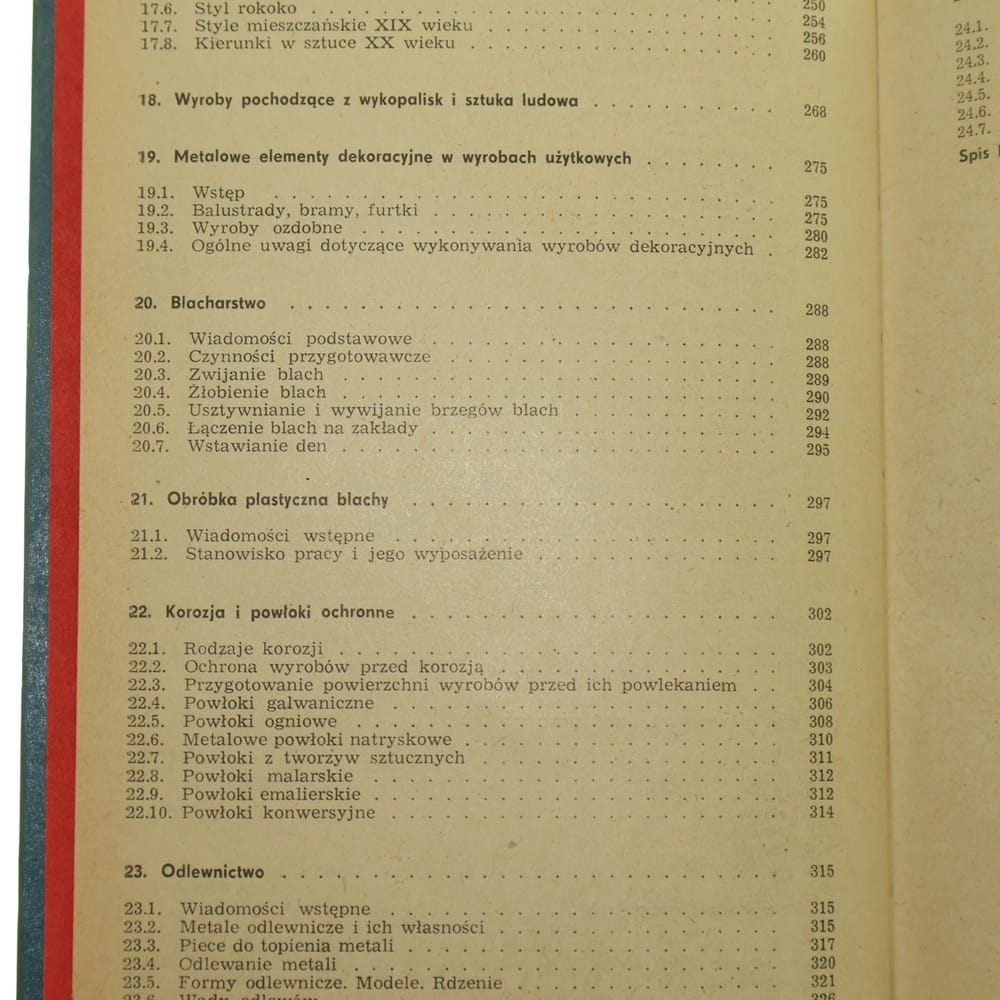 250
17.6. Styl rokoko . . . . . . . . . . . . . . . . . . . . 254
17.7. Style mieszczańskie XIX wieku . . . . . . . . . . . . 256
17.8. Kierunki w sztuce XX wieku . . . . . . . . . . . . . 260
18. Wyroby pochodzące z wykopalisk i sztuka ludowa . . . . . . . . 268
19. Metalowe elementy dekoracyjne w wyrobach użytkowych . . . . . . 275
19.1. Wstęp . . . . . . . . . . . . . . . . . . . . . . 275
19.2. Balustrady, bramy, furtki . . . . . . . . . . . . . . 275
19.3. Wyroby ozdobne . . . . . . . . . . . . . . . . . . 280
19.4. Ogólne uwagi dotyczące wykonywania wyrobów dekoracyjnych . 282
20. Blacharstwo . . . . . . . . . . . . . . . . . . . . . 288
20.1. Wiadomości podstawowe . . . . . . . . . . . . . . . 288
20.2. Czynności przygotowawcze . . . . . . . . . . . . . . 288
20.3. Zwijanie blach . . . . . . . . . . . . . . . . . . . 289
20.4. Żłobienie blach . . . . . . . . . . . . . . . . . . . 290
20.5. Usztywnianie i wywijanie brzegów blach . . . . . . . . . 292
20.6. Łączenie blach na zakłady . . . . . . . . . . . . . . 294
20.7. Wstawianie den . . . . . . . . . . . . . . . . . . . 295
21. Obróbka plastyczna blachy . . . . . . . . . . . . . . . 297
21.1. Wiadomości wstępne . . . . . . . . . . . . . . . . 297
21.2. Stanowisko pracy i jego wyposażenie . . . . . . . . . . 297
22. Korozja i powłoki ochronne . . . . . . . . . . . . . . . 302
22.1. Rodzaje korozji . . . . . . . . . . . . . . . . . . . 302
22.2. Ochrona wyrobów przed korozją . . . . . . . . . . . . 303
22.3. Przygotowanie powierzchni wyrobów przed ich powlekaniem . . 304
22.4. Powłoki galwaniczne . . . . . . . . . . . . . . . . 306
22.5. Powłoki ogniowe . . . . . . . . . . . . . . . . . . 308
22.6. Metalowe powłoki natryskowe . . . . . . . . . . . . . 310
22.7. Powłoki z tworzyw sztucznych . . . . . . . . . . . . . 311
22.8. Powłoki malarskie . . . . . . . . . . . . . . . . . 312
22.9. Powłoki emalierskie . . . . . . . . . . . . . . . . . 312
22.10. Powłoki konwersyjne . . . . . . . . . . . . . . . . 314
23. Odlewnictwo . . . . . . . . . . . . . . . . . . . . . 315
23.1. Wiadomości wstępne . . . . . . . . . . . . . . . . 315
23.2. Metale odlewnicze i ich własności . . . . . . . . . . . 315
23.3. Piece do topienia metali . . . . . . . . . . . . . . . 317
23.4. Odlewanie metali . . . . . . . . . . . . . . . . . . 320
23.5. Formy odlewnicze. Modele. Rdzenie . . . . . . . . . . . 321
23.6. Wady odlewów . . . . . . . . . . . . . . . . . . 326
24.1.
24.2.
24.3.
24.4.
24.5.
24.6.
24.7.
Spis